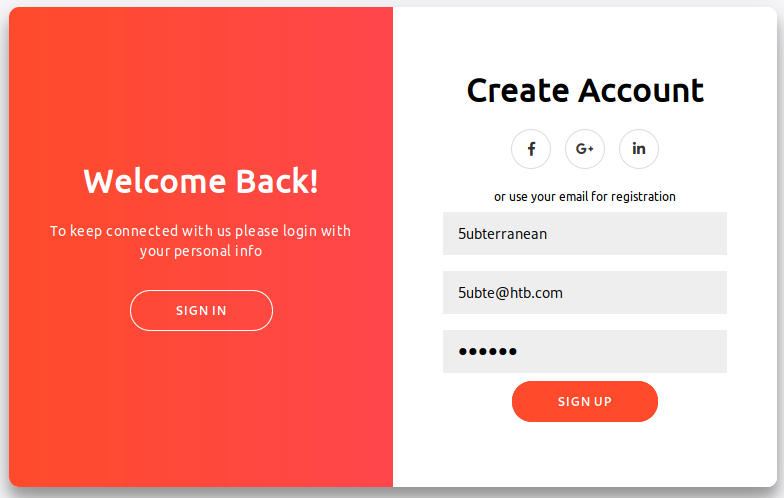 Welcome Back!
To keep connected with us please login with
your personal info
SIGN IN
Create Account
f
G+
in
or use your email for registration
5ubterranean
5ubte@htb.com
••••••
SIGN UP